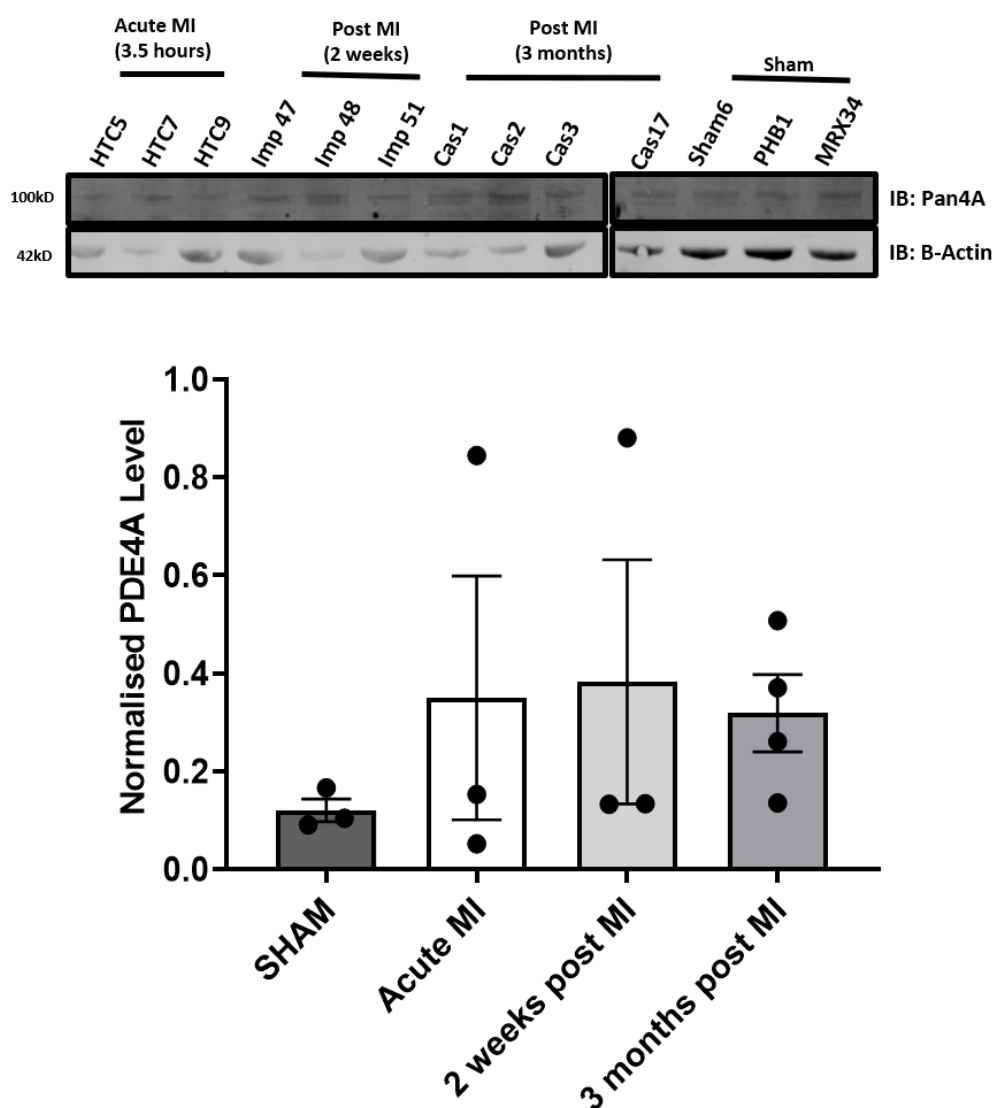 Acute MI
(3.5 hours)
Post MI
(2 weeks)
Post MI
(3 months)
Sham
HTC5
HTC7
HTC9
Imp 47
Imp 48
Imp 51
Cas1
Cas2
Cas3
Cas17
Sham6
PHB1
MRX34
100kD
IB: Pan4A
42kD
IB: B-Actin
Normalised PDE4A Level
1.0
0.8
0.6
0.4
0.2
0.0
SHAM
Acute MI
2 weeks post MI
3 months post MI